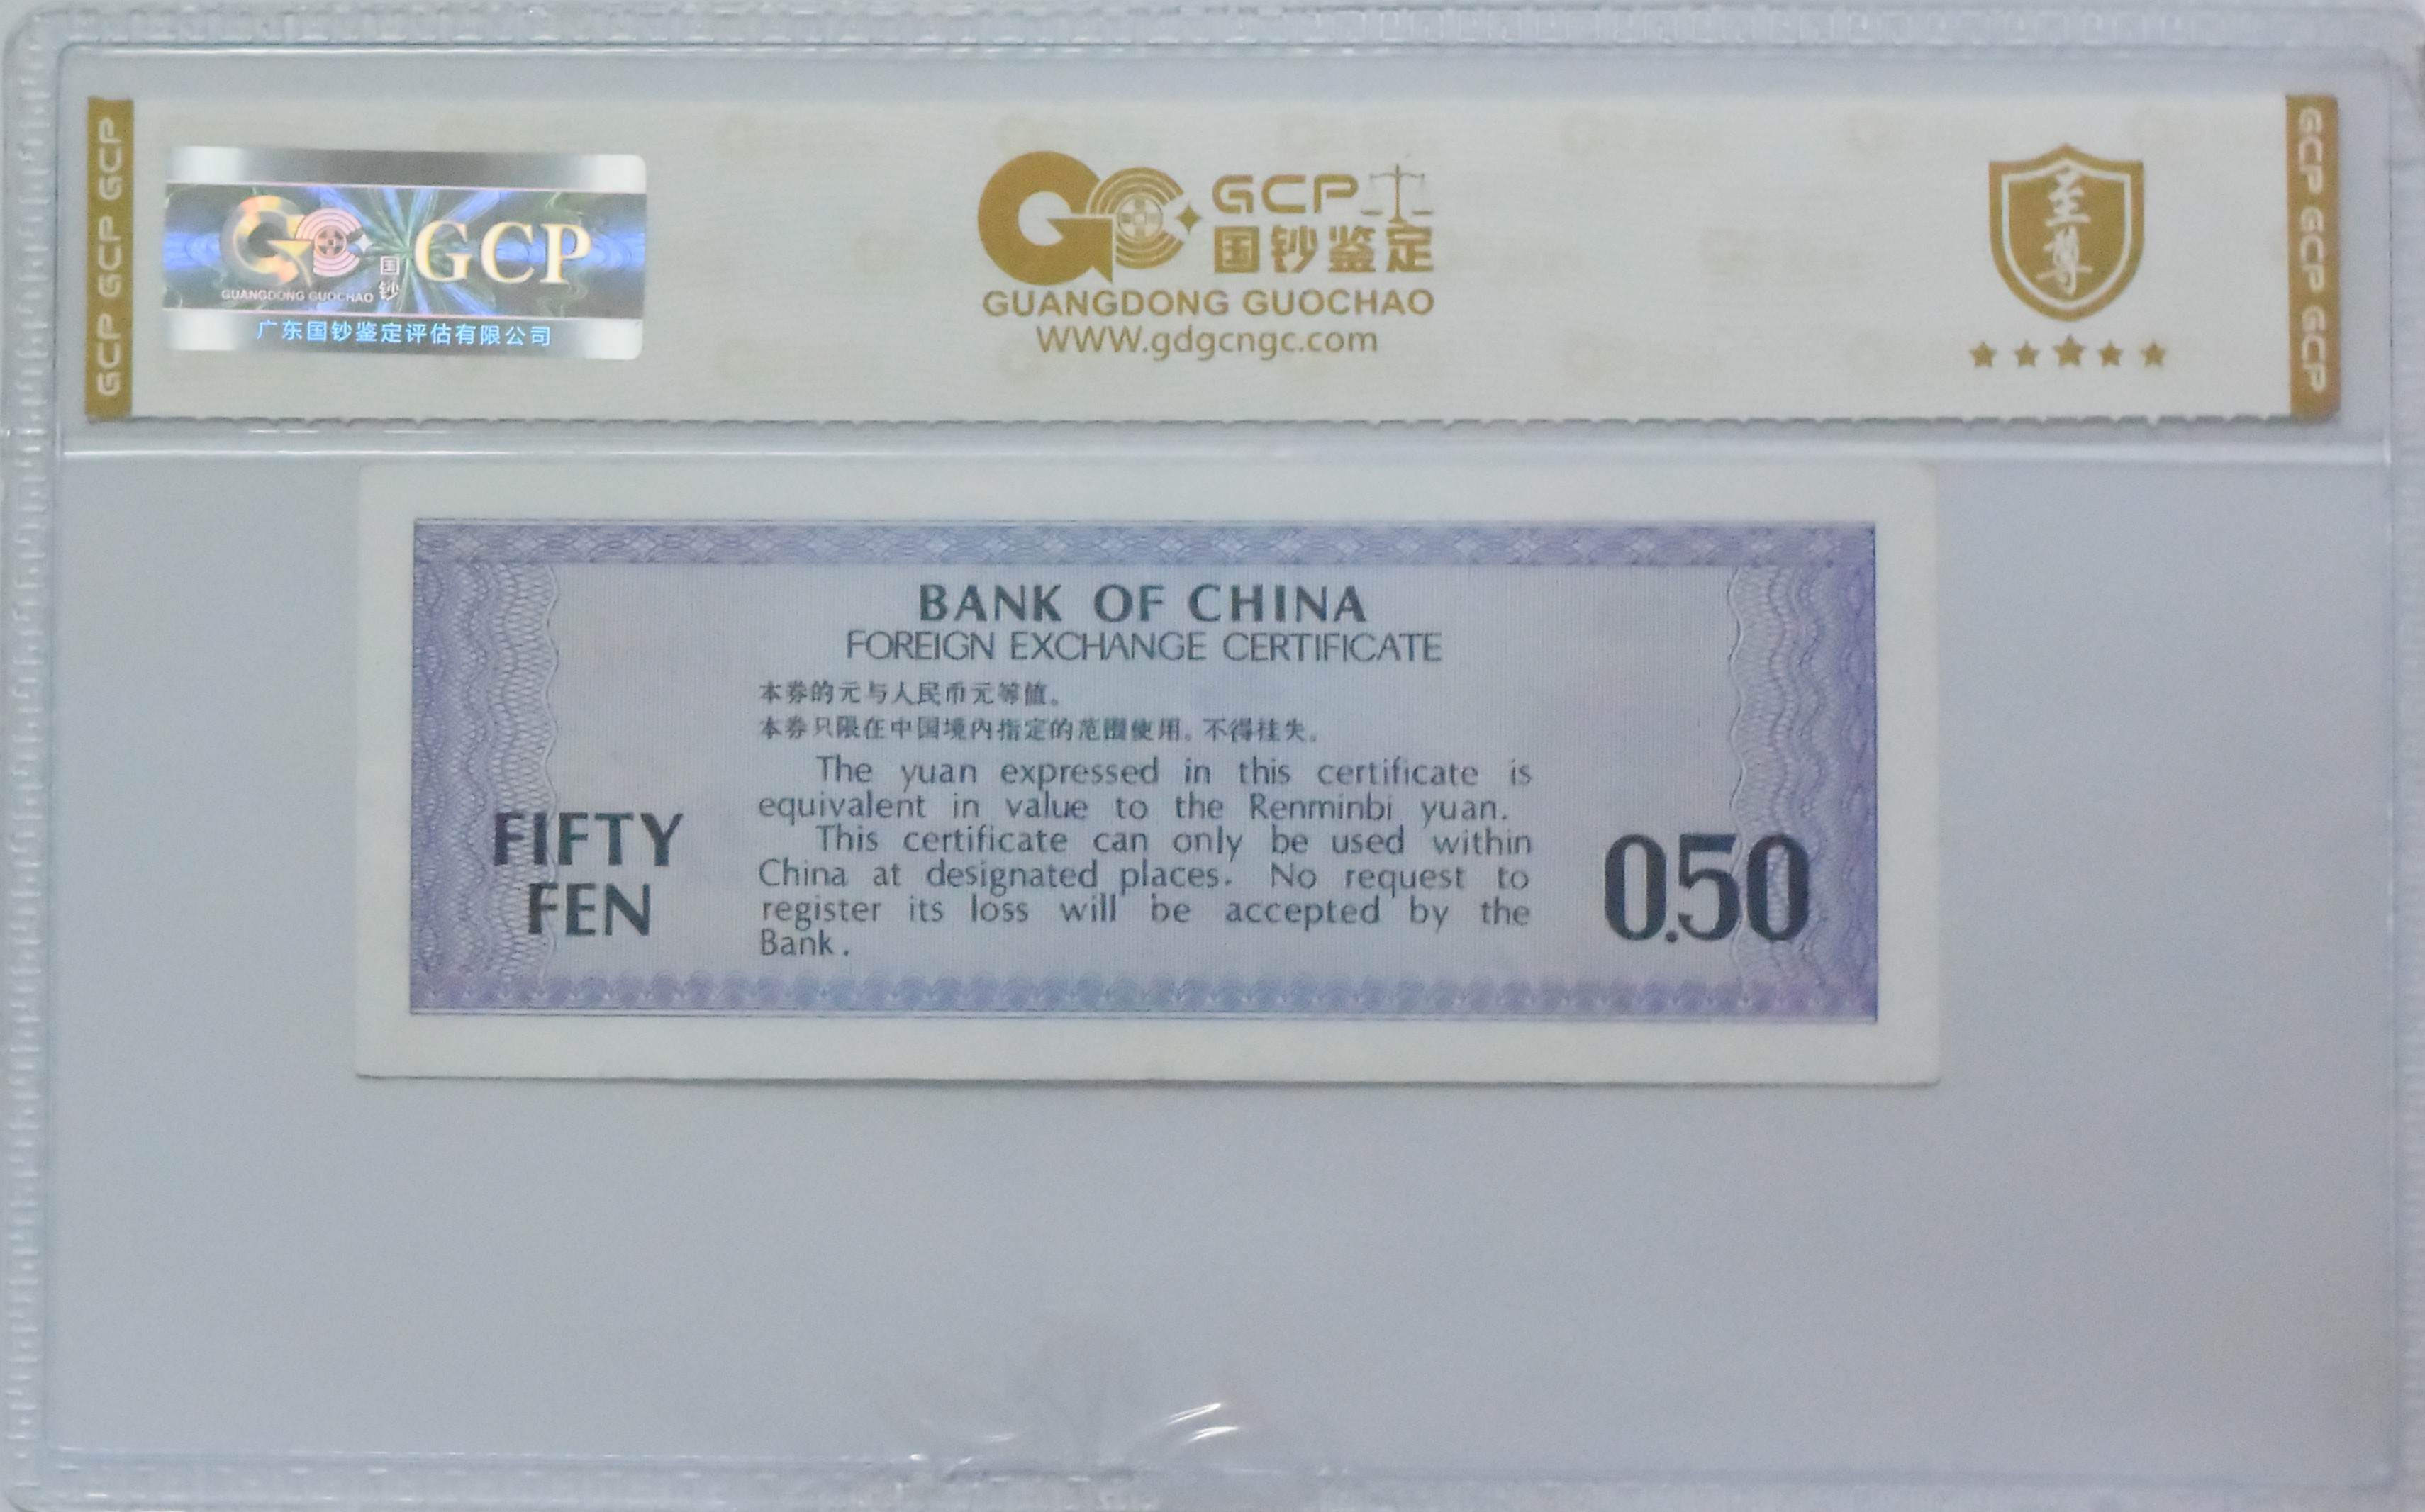 GCP GCP GCP
GUANGDONG GUOCHAO
国钞
GCP
广东国钞鉴定评估有限公司
GCP
国钞鉴定
GUANGDONG GUOCHAO
WWW.gdgcngc.com
至尊
GCP GCP GCP
BANK OF CHINA
FOREIGN EXCHANGE CERTIFICATE
本券的元与人民币元等值。
本券只限在中国境内指定的范围使用。不得挂失。
The yuan expressed in this certificate is
equivalent in value to the Renminbi yuan.
This certificate can only be used within
China at designated places. No request to
register its loss will be accepted by the
Bank.
FIFTY
FEN
0.50